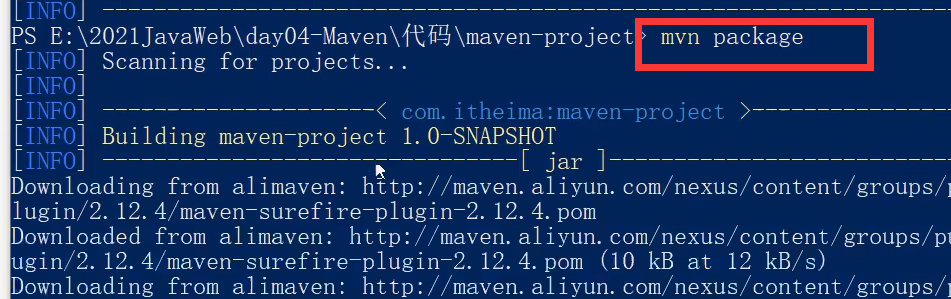 [INFO] ------------------------------------------------------------------------
PS E:\2021JavaWeb\day04-Maven\代码\maven-project> mvn package
[INFO] Scanning for projects...
[INFO]
[INFO] ---------------------< com.itheima:maven-project >---------------
[INFO] Building maven-project 1.0-SNAPSHOT
[INFO] --------------------------------[ jar ]--------------------------
Downloading from alimaven: http://maven.aliyun.com/nexus/content/groups/p
lugin/2.12.4/maven-surefire-plugin-2.12.4.pom
Downloaded from alimaven: http://maven.aliyun.com/nexus/content/groups/pu
ugin/2.12.4/maven-surefire-plugin-2.12.4.pom (10 kB at 12 kB/s)
Downloading from alimaven: http://maven.aliyun.com/nexus/content/groups/p